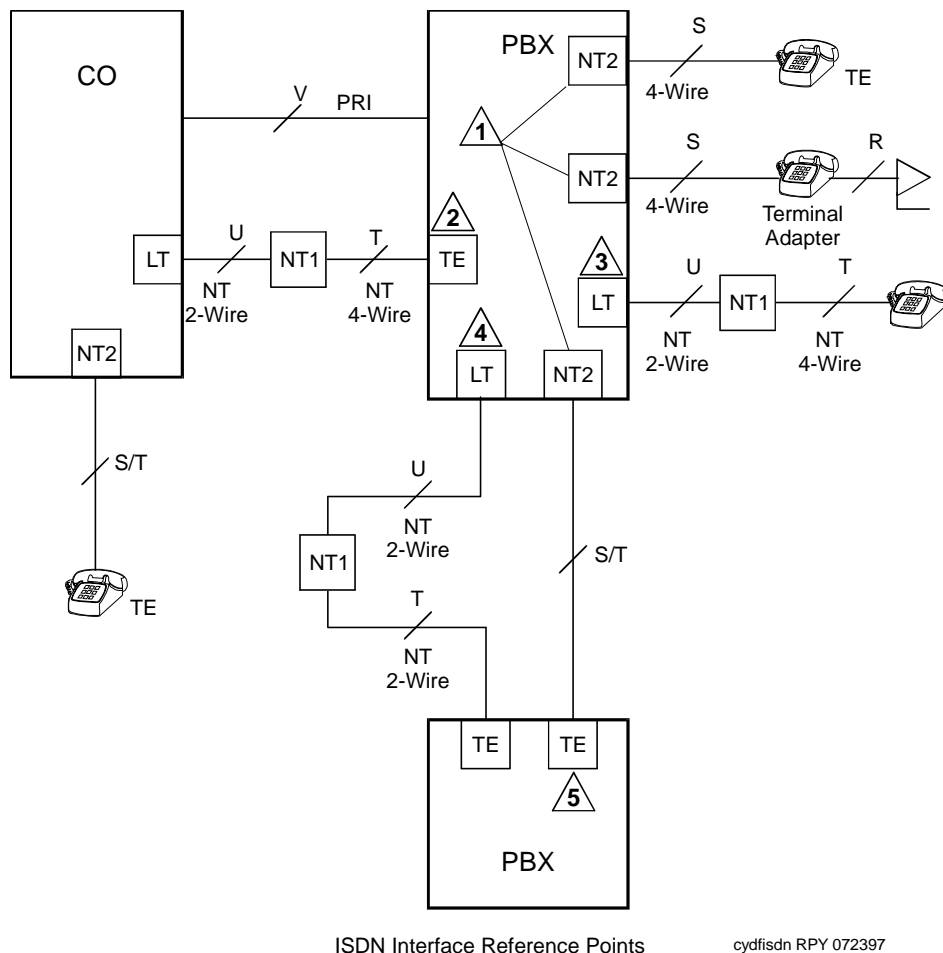 CO
PBX
NT2
S
4-Wire
TE
V
PRI
1
NT2
S
4-Wire
Terminal
Adapter
R
LT
U
NT
2-Wire
NT1
T
NT
4-Wire
2
TE
3
LT
U
NT
2-Wire
NT1
T
NT
4-Wire
NT2
4
LT
NT2
S/T
TE
U
NT
2-Wire
NT1
T
NT
2-Wire
S/T
TE
TE
5
PBX
ISDN Interface Reference Points
cydfisdn RPY 072397